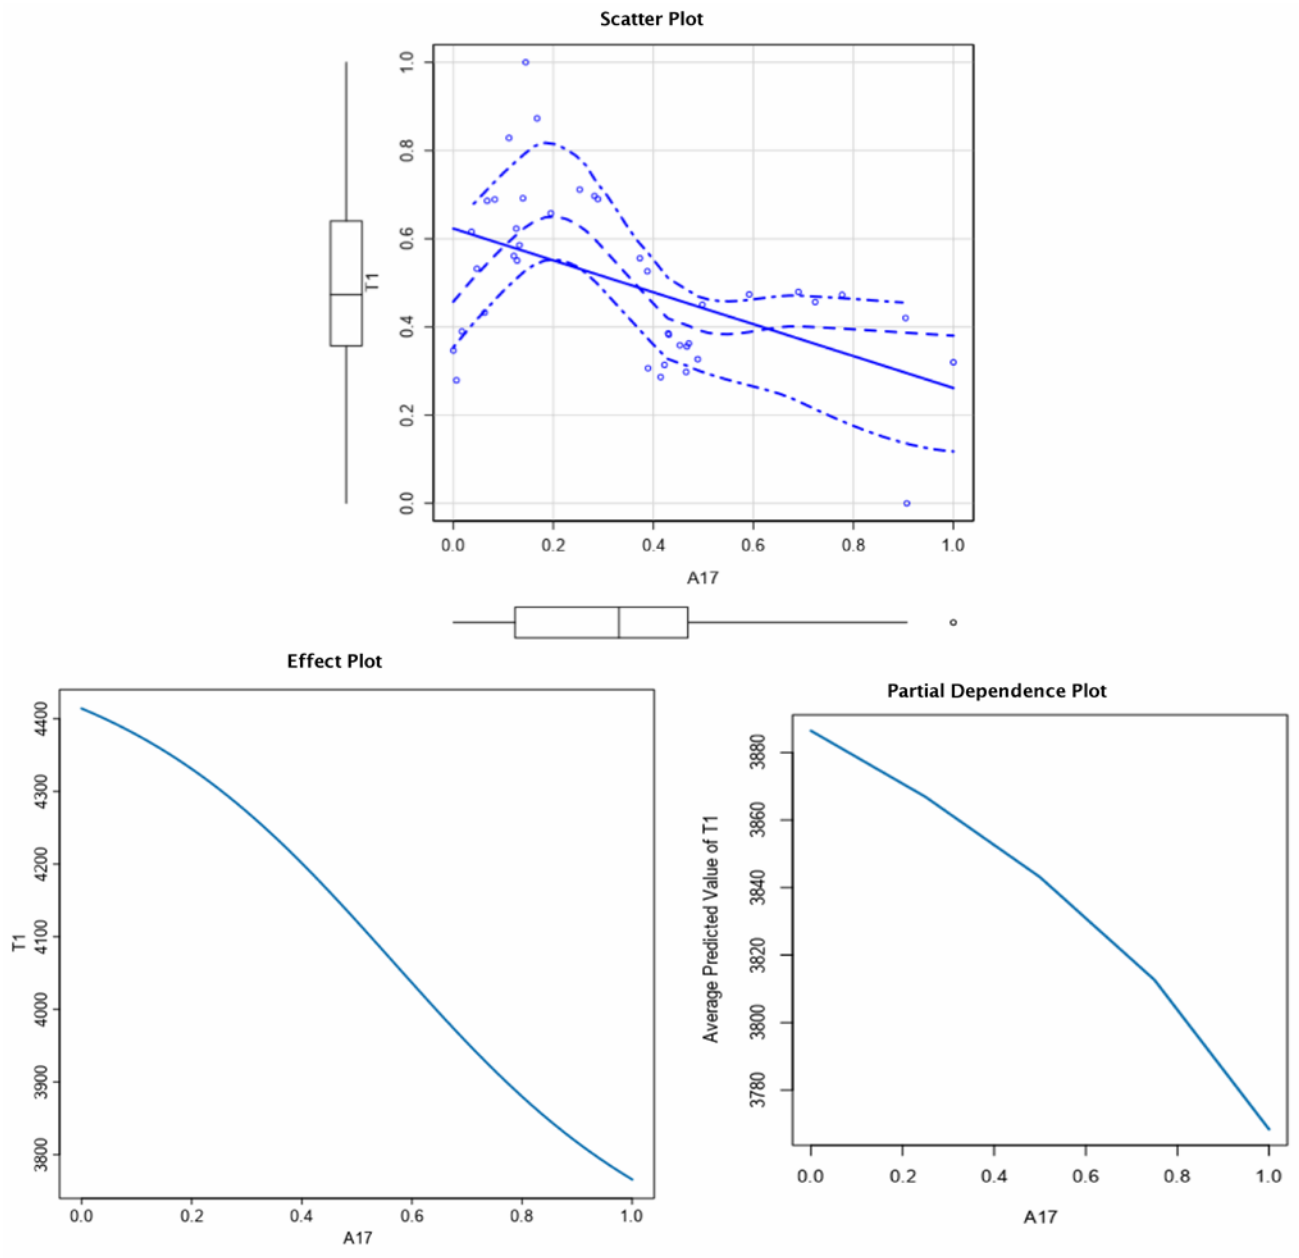 Scatter Plot
T1
1.0
0.8
0.6
0.4
0.2
0.0
0.0 0.2 0.4 0.6 0.8 1.0
A17
Effect Plot
T1
4400
4300
4200
4100
4000
3900
3800
0.0 0.2 0.4 0.6 0.8 1.0
A17
Partial Dependence Plot
Average Predicted Value of T1
3880
3860
3840
3820
3800
3780
0.0 0.2 0.4 0.6 0.8 1.0
A17